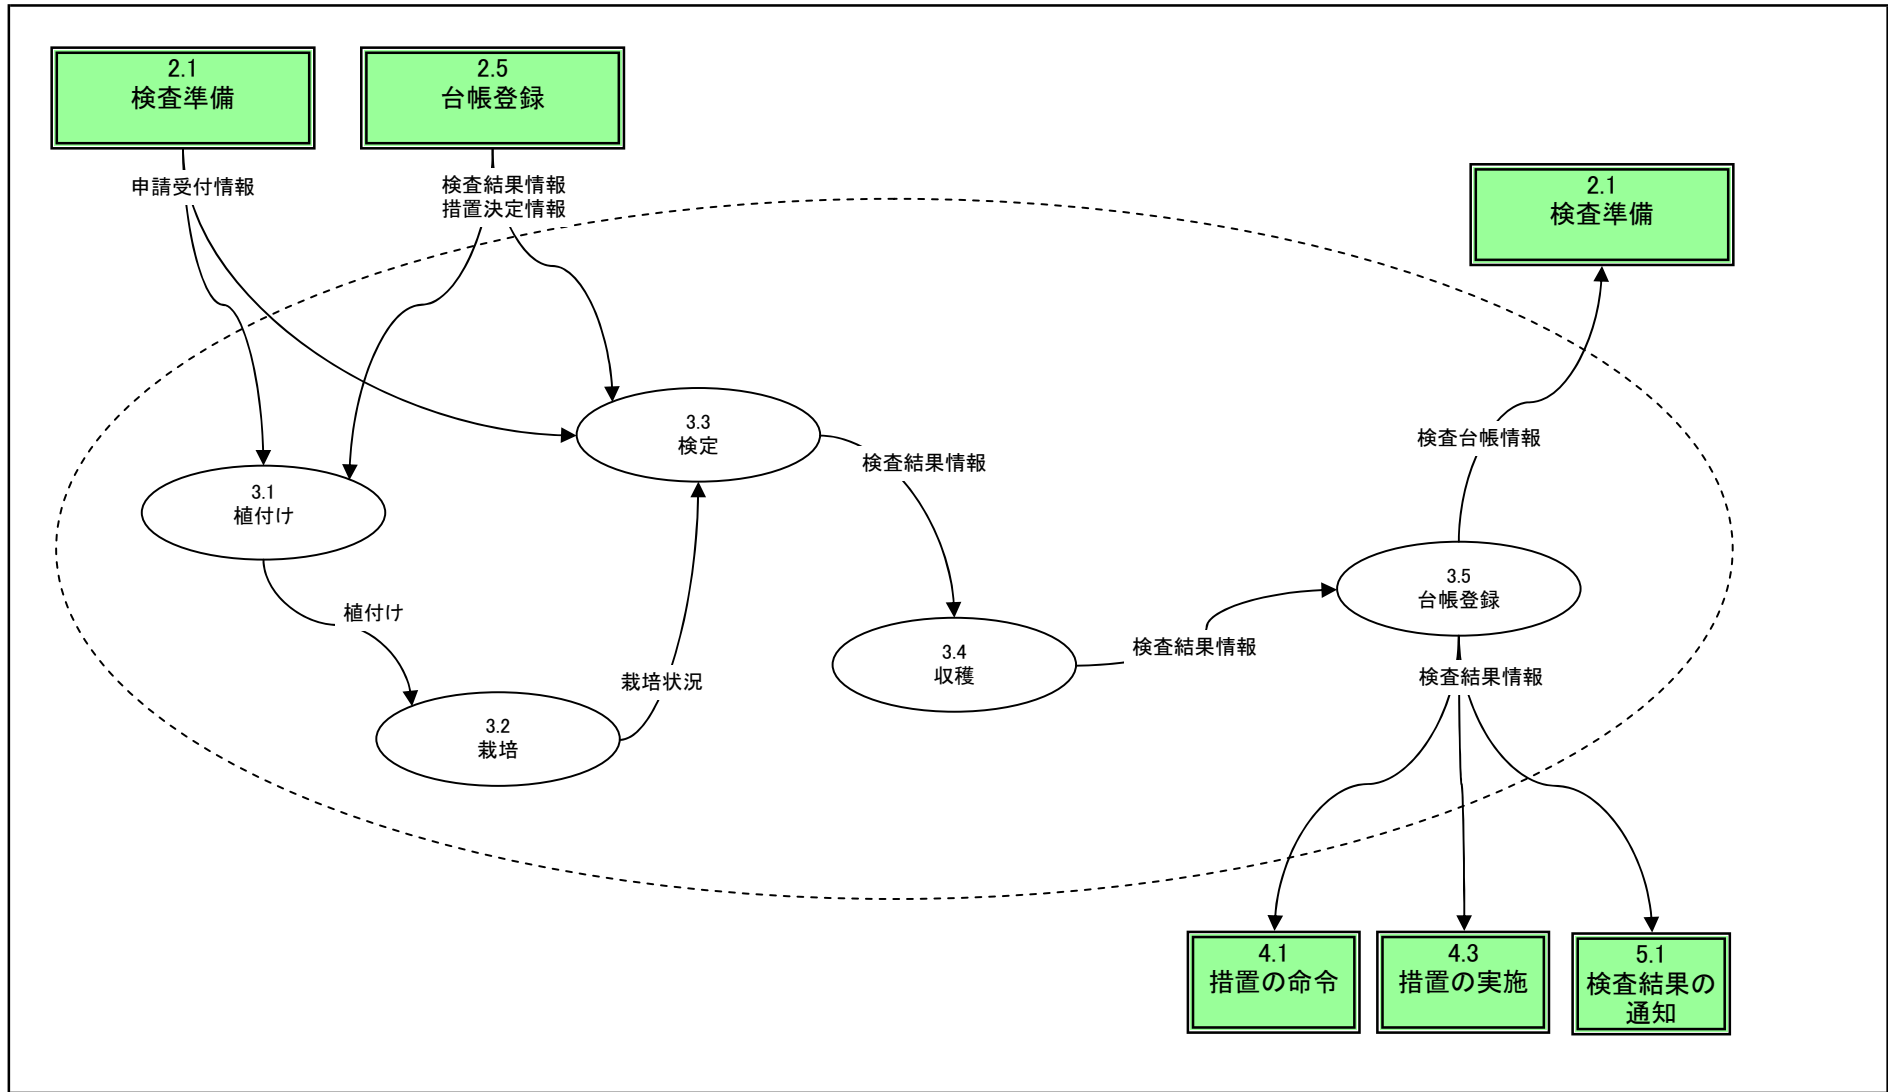 2.1
検査準備
2.5
台帳登録
申請受付情報
検査結果情報
措置決定情報
2.1
検査準備
3.3
検定
検査結果情報
検査台帳情報
3.1
植付け
植付け
3.2
栽培
栽培状況
3.4
収穫
検査結果情報
3.5
台帳登録
検査結果情報
4.1
措置の命令
4.3
措置の実施
5.1
検査結果の
通知